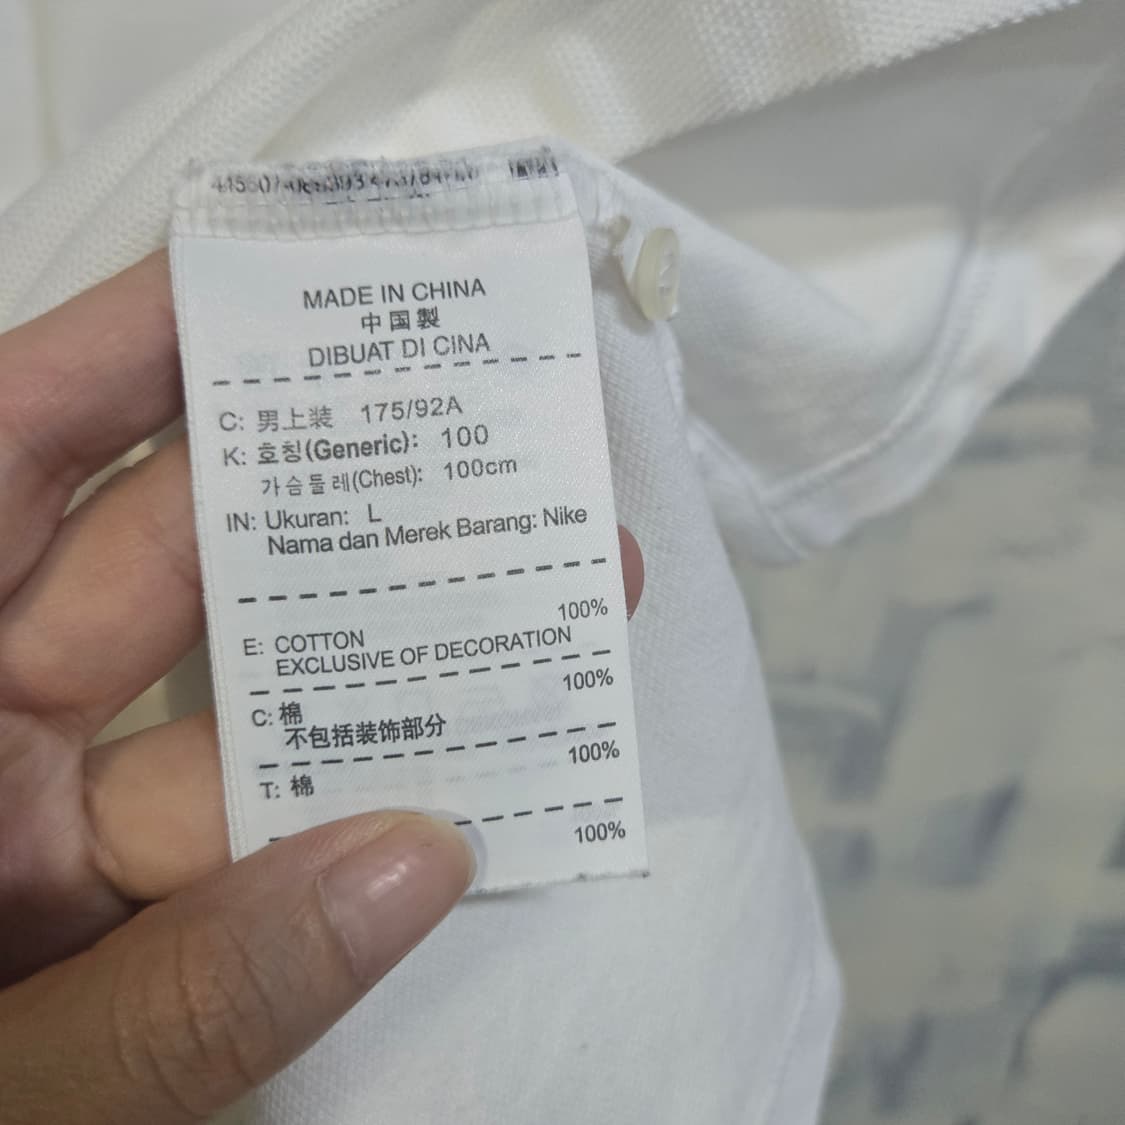 MADE IN CHINA
中国製
DIBUAT DI CINA
C: 男上装 175/92A
K: 호칭(Generic): 100
가슴둘레(Chest): 100cm
IN: Ukuran: L
Nama dan Merek Barang: Nike
100%
E: COTTON
EXCLUSIVE OF DECORATION
100%
C: 棉
不包括装饰部分
100%
T: 棉
100%